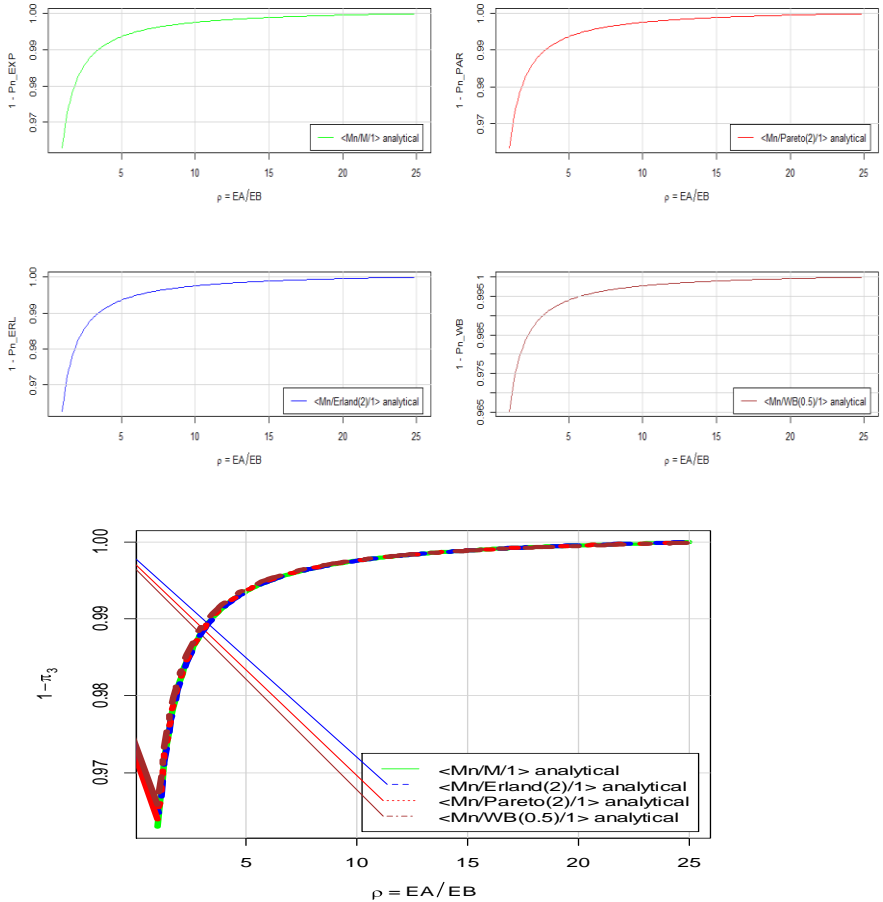 1.00
0.99
0.98
0.97
1 - Pn_EXP
<Mn/M/1> analytical
5
10
15
20
25
ρ = EA/EB
1.00
0.99
0.98
0.97
1 - Pn_PAR
<Mn/Pareto(2)/1> analytical
5
10
15
20
25
ρ = EA/EB
1.00
0.99
0.98
0.97
1 - Pn_ERL
<Mn/Erland(2)/1> analytical
5
10
15
20
25
ρ = EA/EB
1
0.995
0.985
0.975
0.965
1 - Pn_WB
<Mn/WB(0.5)/1> analytical
5
10
15
20
25
ρ = EA/EB
1.00
0.99
0.98
0.97
1-π₃
<Mn/M/1> analytical
<Mn/Erland(2)/1> analytical
<Mn/Pareto(2)/1> analytical
<Mn/WB(0.5)/1> analytical
5
10
15
20
25
ρ = EA/EB